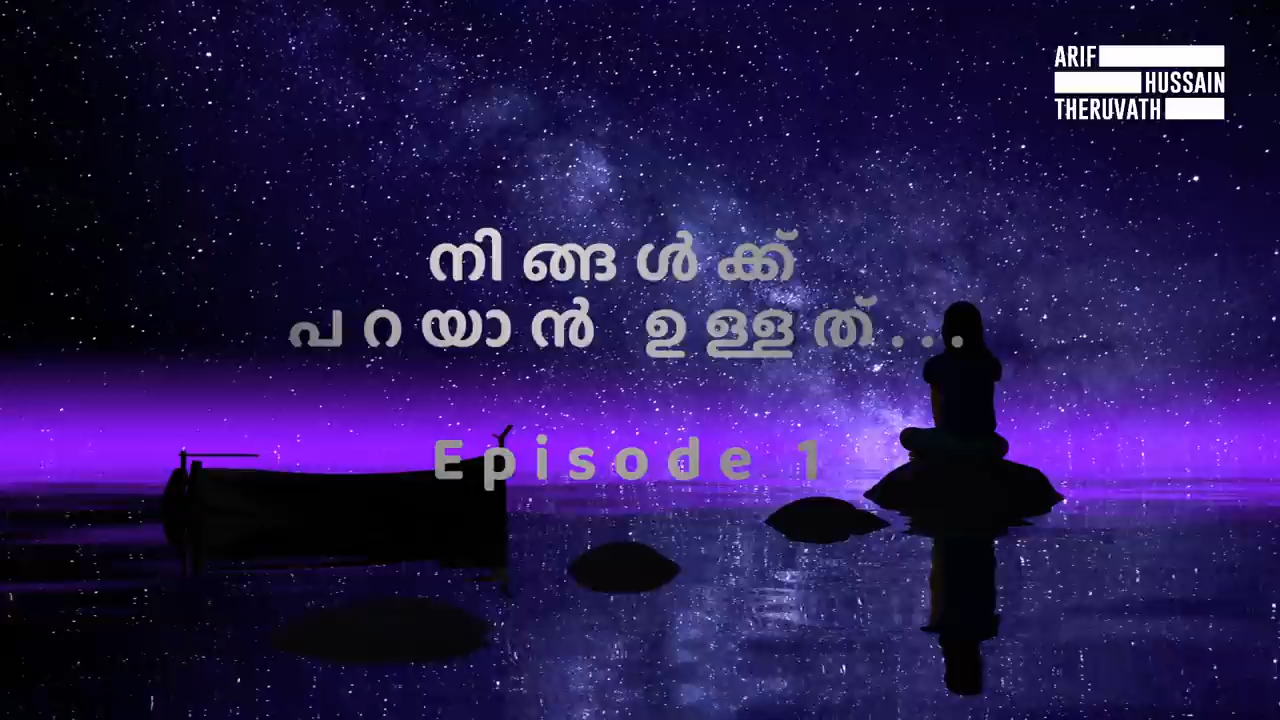 ARIF
HUSSAIN
THERUVATH
നിങ്ങൾക്ക്
പറയാൻ ഉള്ളത്...
Episode 1